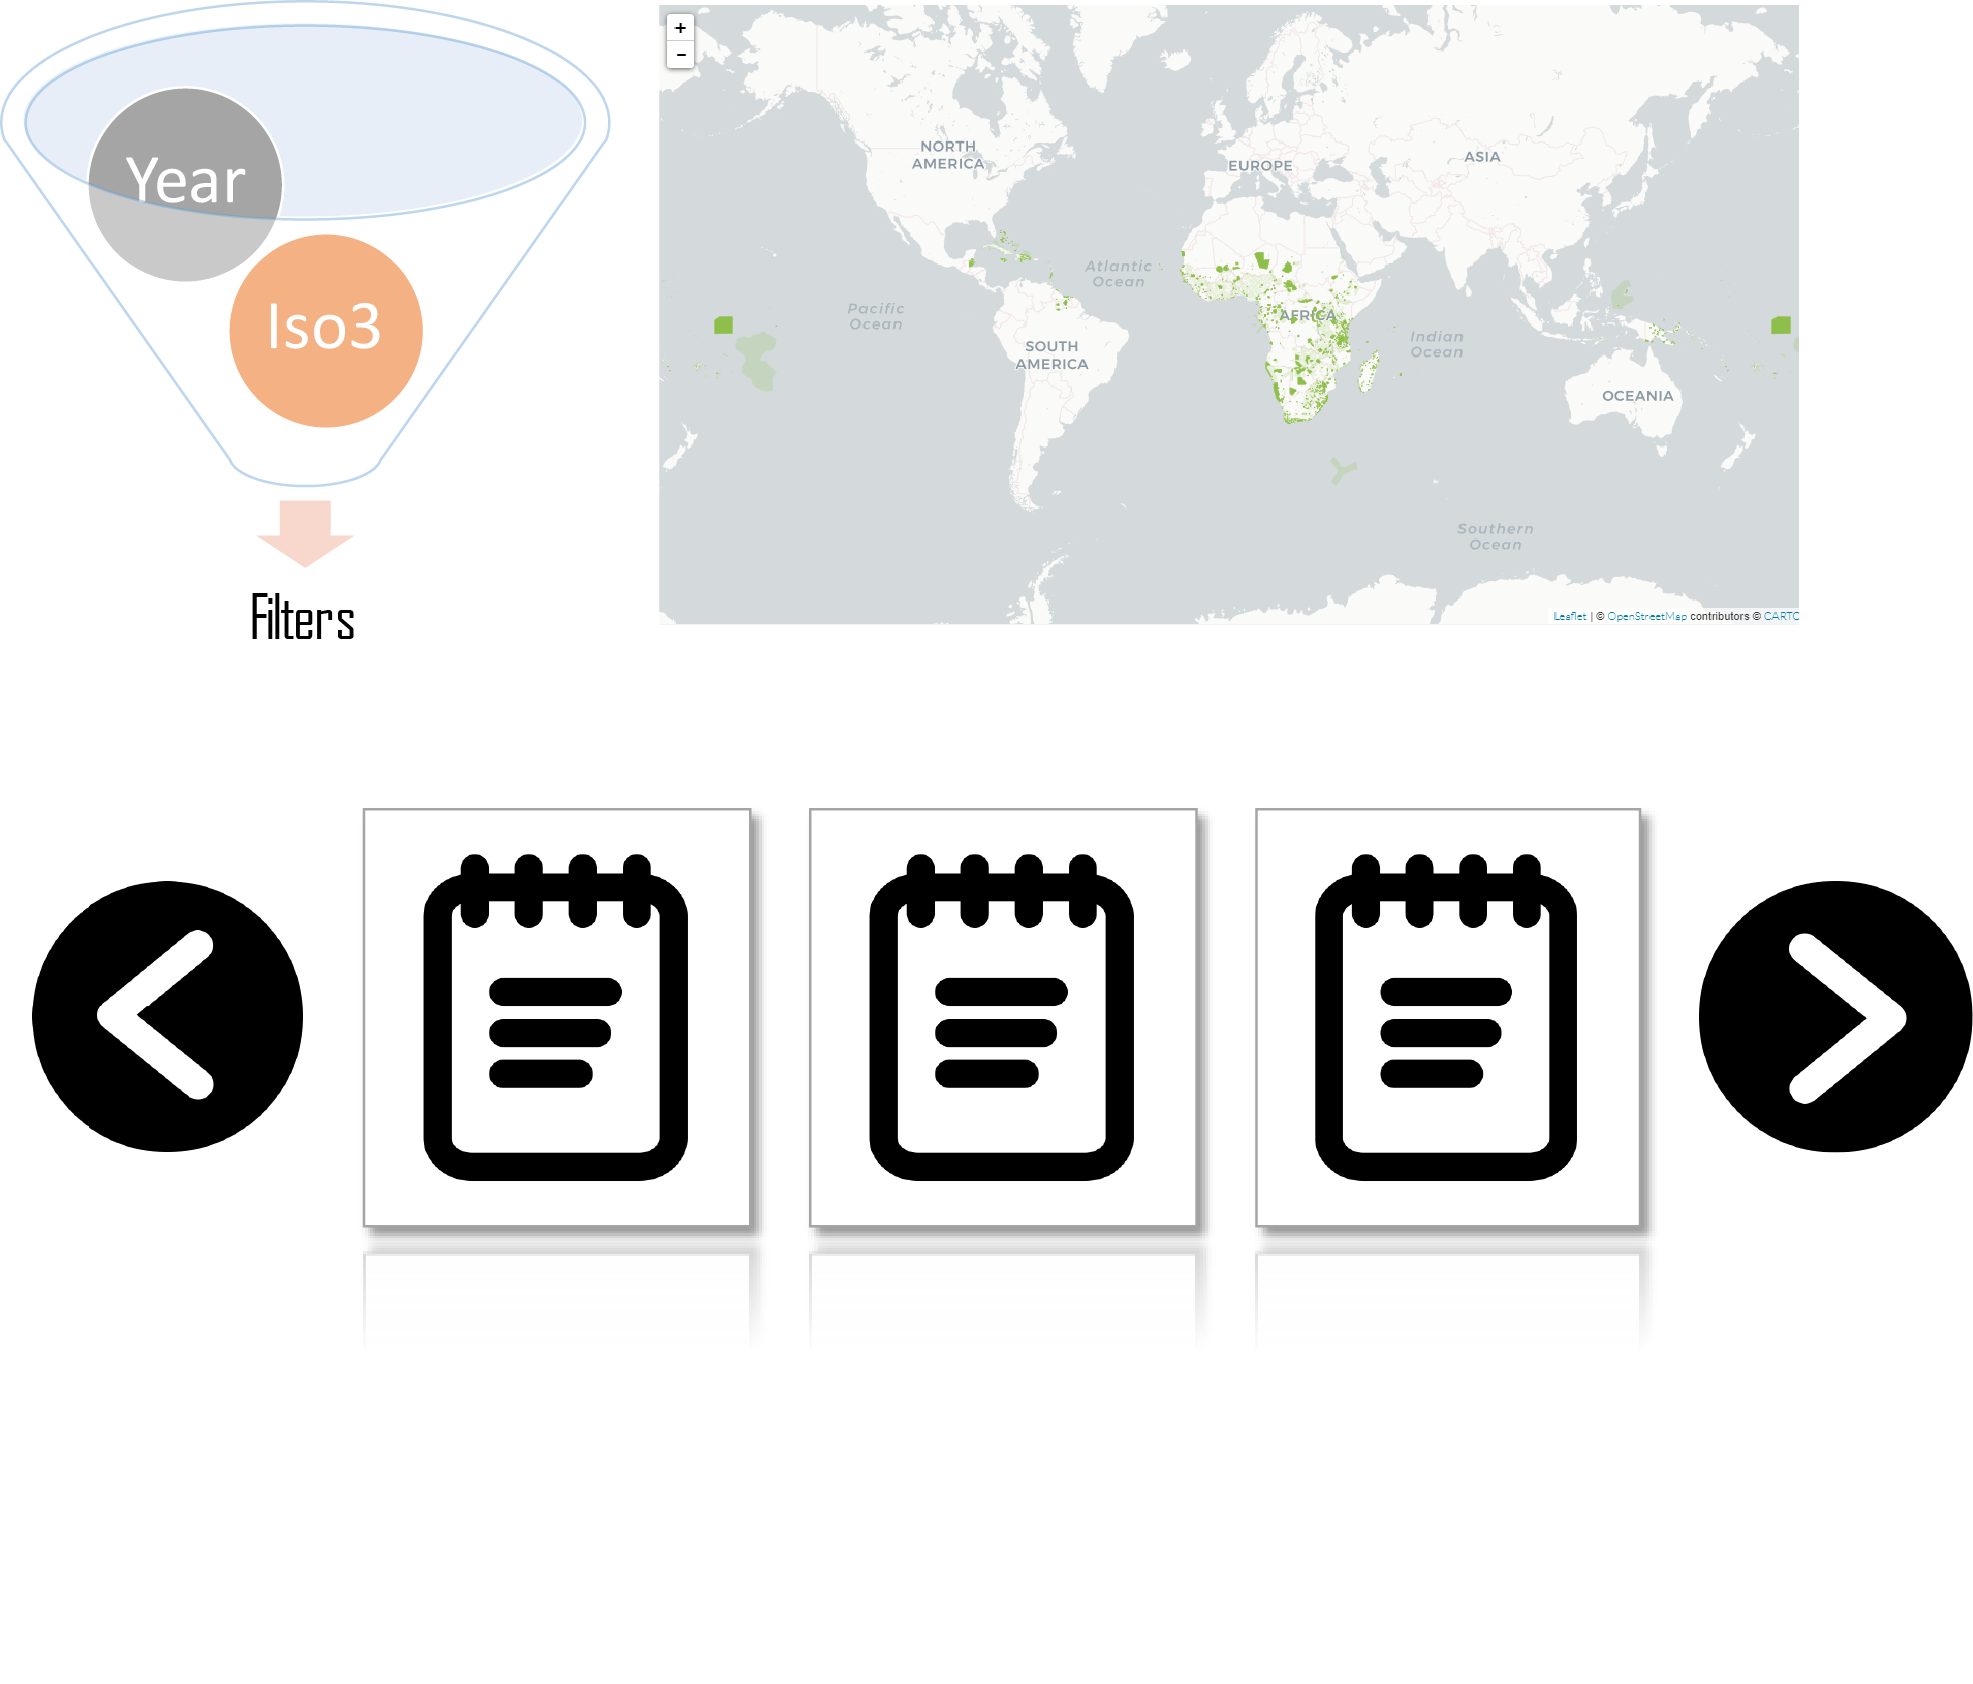 Year
Iso3
Filters
+
-
NORTH
AMERICA
EUROPE
ASIA
Atlantic
Ocean
Pacific
Ocean
AFRICA
Indian
Ocean
SOUTH
AMERICA
OCEANIA
Southern
Ocean
Leaflet | © OpenStreetMap contributors © CARTO